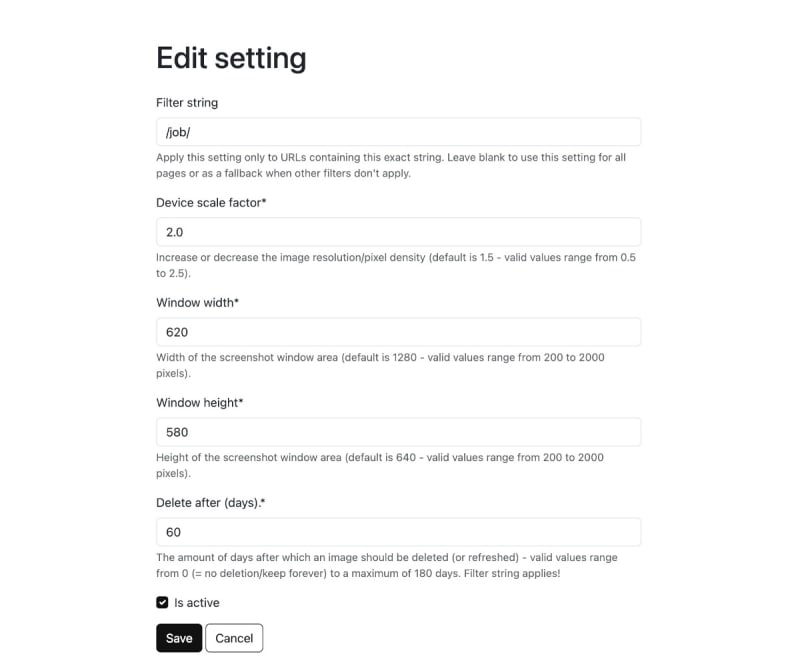 Edit setting
Filter string
/job/
Apply this setting only to URLs containing this exact string. Leave blank to use this setting for all
pages or as a fallback when other filters don't apply.
Device scale factor*
2.0
Increase or decrease the image resolution/pixel density (default is 1.5 - valid values range from 0.5
to 2.5).
Window width*
620
Width of the screenshot window area (default is 1280 - valid values range from 200 to 2000
pixels).
Window height*
580
Height of the screenshot window area (default is 640 - valid values range from 200 to 2000
pixels).
Delete after (days).*
60
The amount of days after which an image should be deleted (or refreshed) - valid values range
from 0 (= no deletion/keep forever) to a maximum of 180 days. Filter string applies!
Is active
Save Cancel